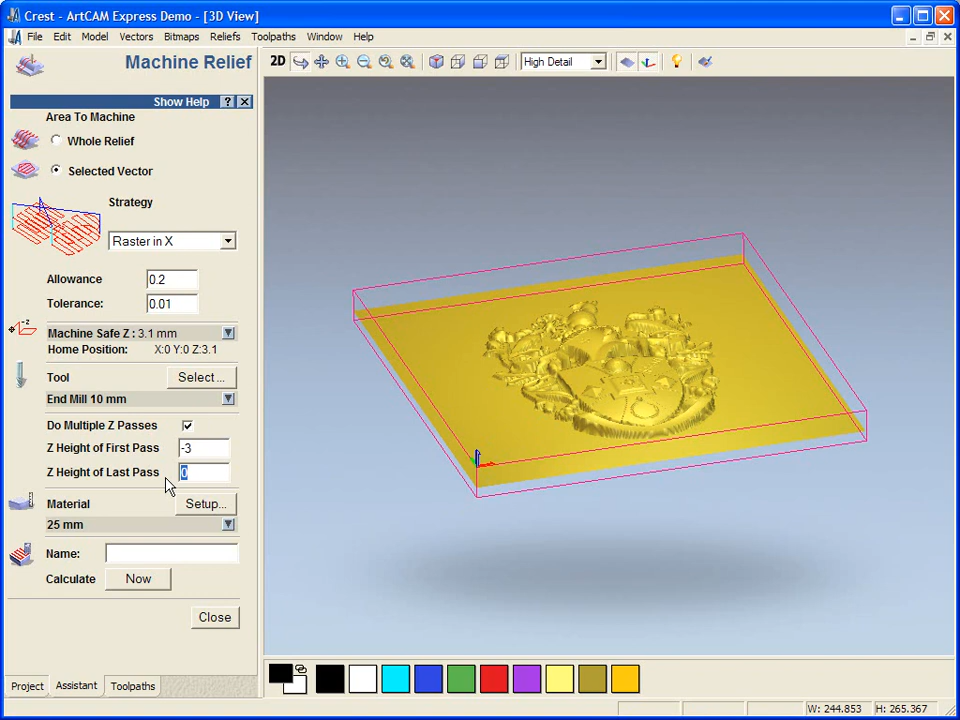 Crest - ArtCAM Express Demo - [3D View]
File Edit Model Vectors Bitmaps Reliefs Toolpaths Window Help
Machine Relief
2D High Detail
Show Help ?
Area To Machine
Whole Relief
Selected Vector
Strategy
Raster in X
Allowance 0.2
Tolerance: 0.01
Machine Safe Z : 3.1 mm
Home Position: X:0 Y:0 Z:3.1
Tool Select ...
End Mill 10 mm
Do Multiple Z Passes
Z Height of First Pass -3
Z Height of Last Pass 0
Material Setup...
25 mm
Name:
Calculate Now
Close
Project Assistant Toolpaths
W: 244.853 H: 265.367